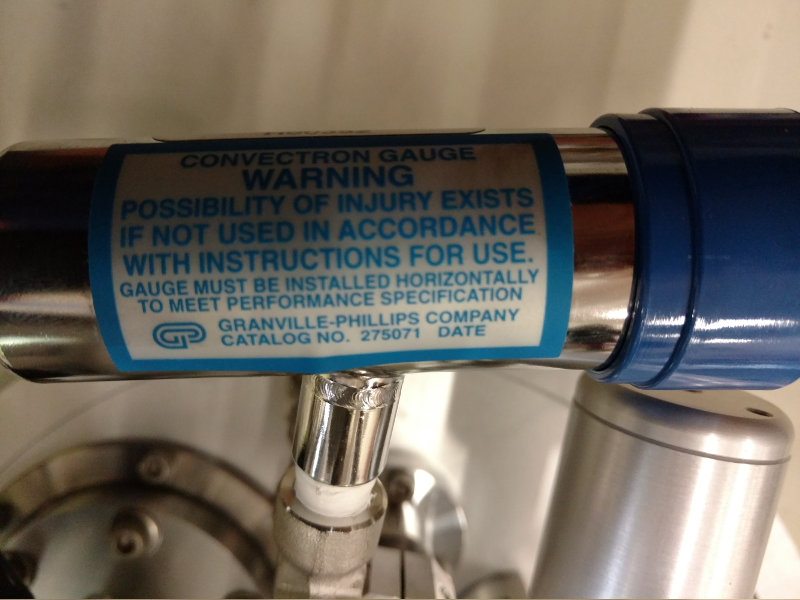 CONVECTRON GAUGE
WARNING
POSSIBILITY OF INJURY EXISTS
IF NOT USED IN ACCORDANCE
WITH INSTRUCTIONS FOR USE.
GAUGE MUST BE INSTALLED HORIZONTALLY
TO MEET PERFORMANCE SPECIFICATION
GP GRANVILLE-PHILLIPS COMPANY
CATALOG NO. 275071 DATE